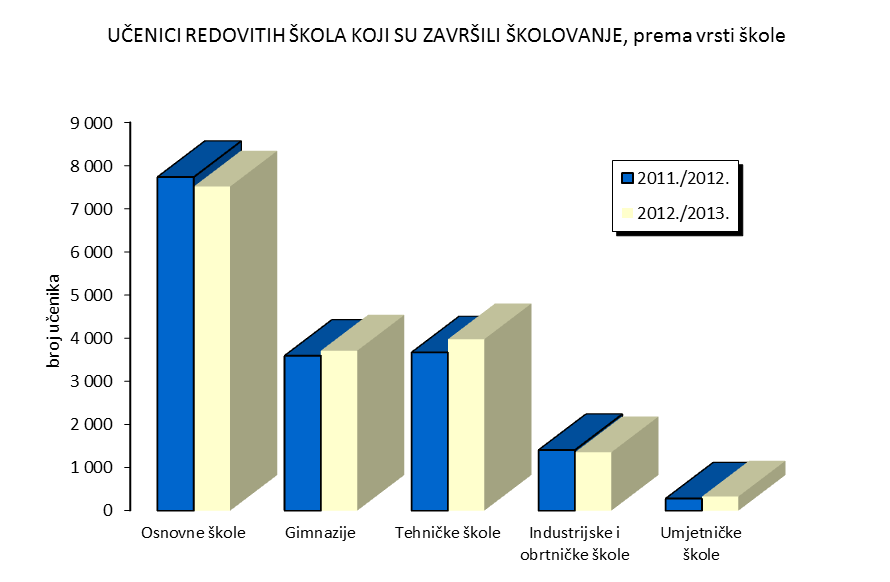 UČENICI REDOVITIH ŠKOLA KOJI SU ZAVRŠILI ŠKOLOVANJE, prema vrsti škole
9 000
8 000
7 000
6 000
5 000
4 000
3 000
2 000
1 000
0
broj učenika
2011./2012.
2012./2013.
Osnovne škole
Gimnazije
Tehničke škole
Industrijske i
obrtničke škole
Umjetničke
škole